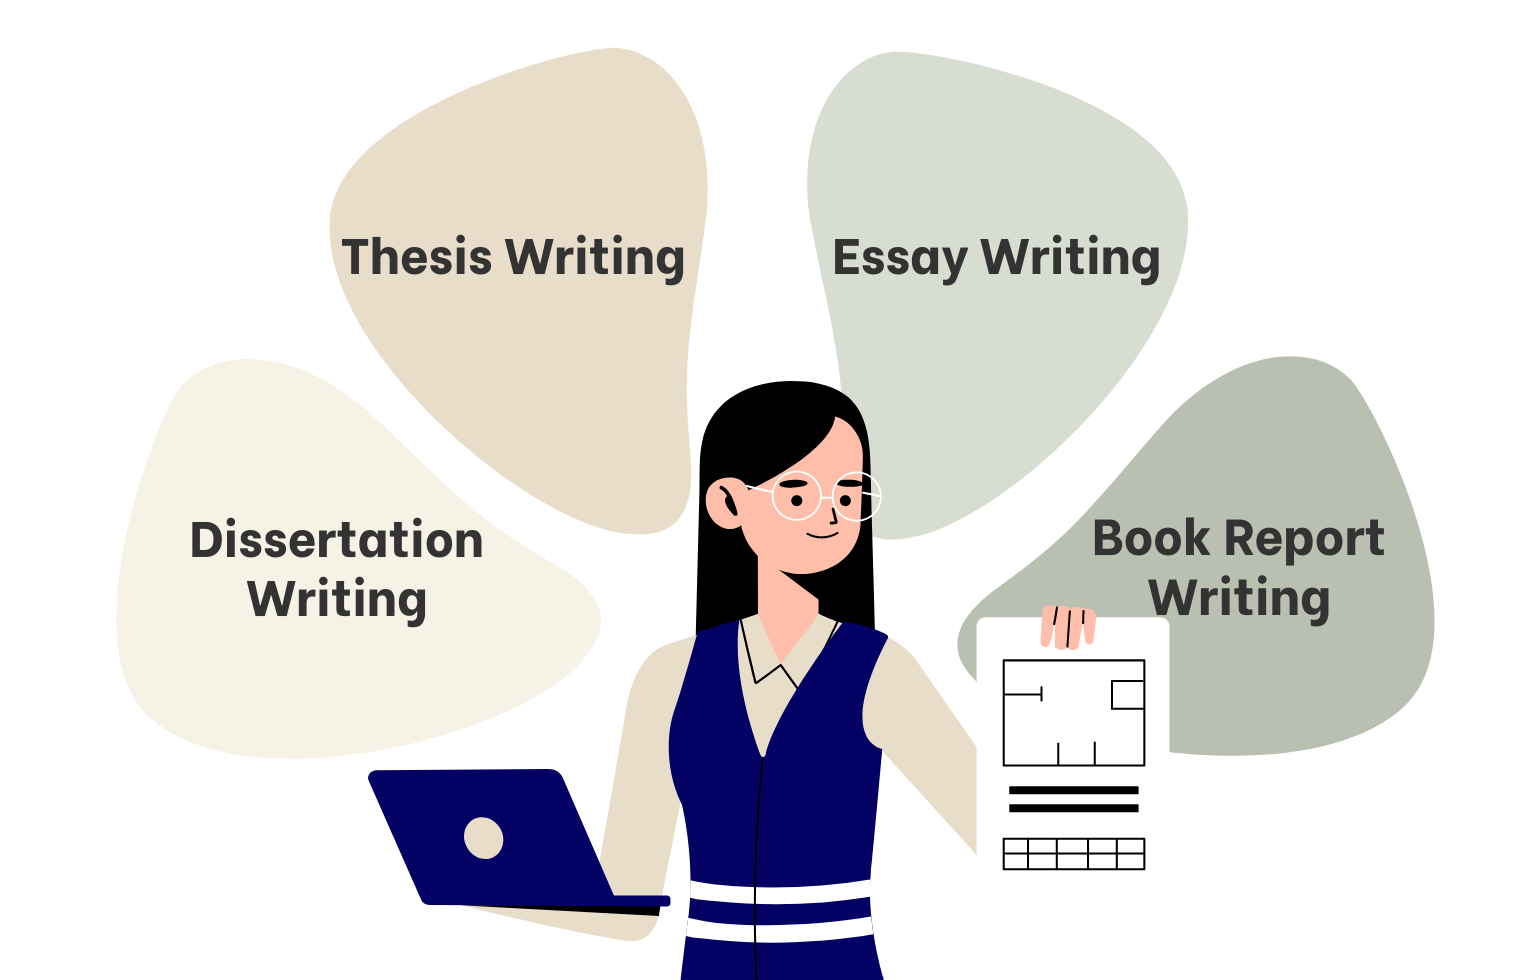 Thesis Writing
Essay Writing
Dissertation
Writing
Book Report
Writing